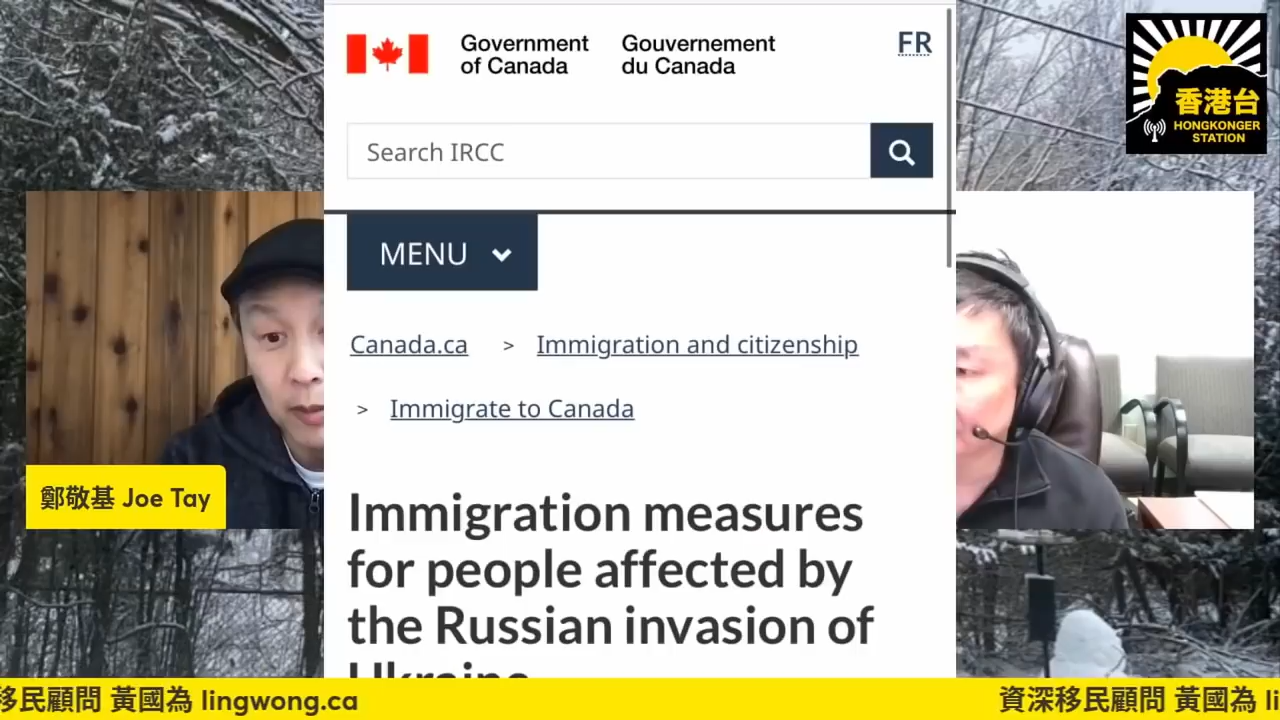 Government
of Canada
Gouvernement
du Canada
FR
香港台
HONGKONGER
STATION
Search IRCC
MENU
Canada.ca > Immigration and citizenship
> Immigrate to Canada
鄭敬基 Joe Tay
Immigration measures
for people affected by
the Russian invasion of
Ukraine
移民顧問 黃國為 lingwong.ca
資深移民顧問 黃國為 li